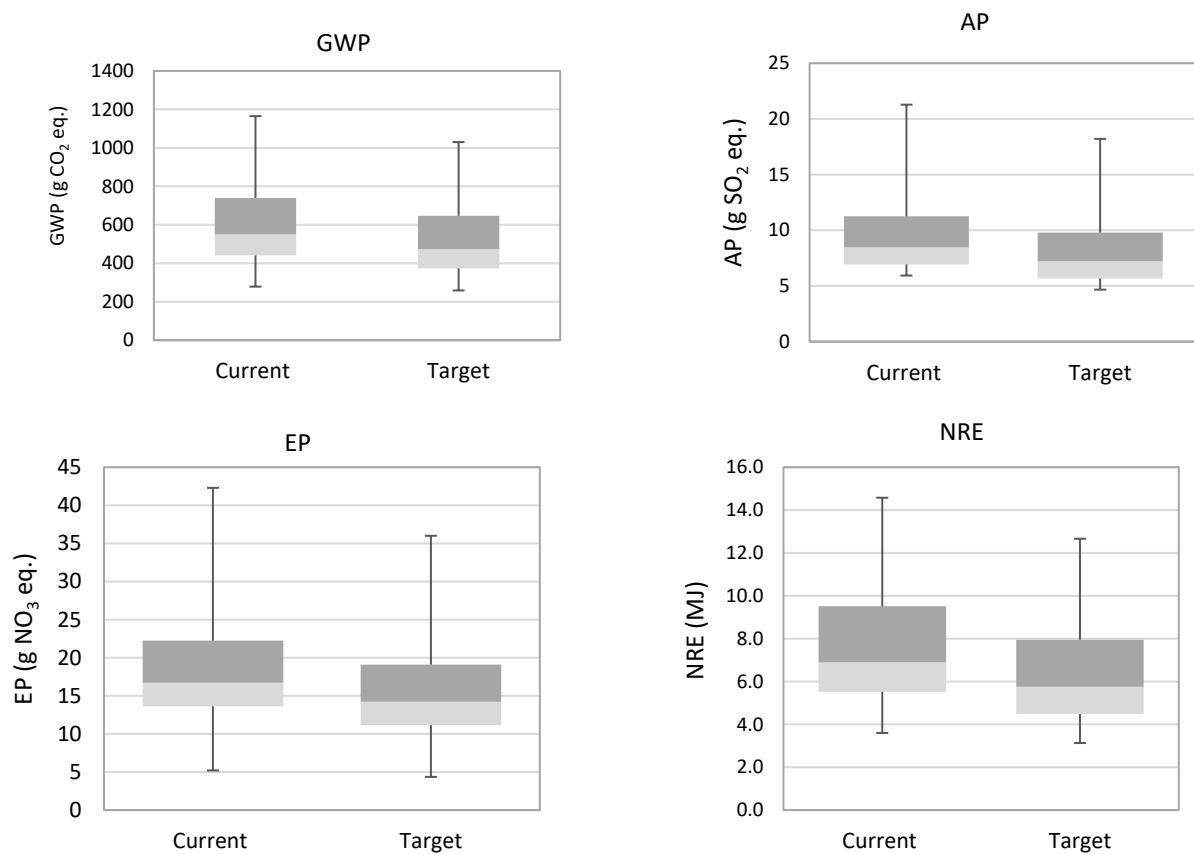 GWP
GWP (g CO₂ eq.)
1400
1200
1000
800
600
400
200
0
Current Target
AP
AP (g SO₂ eq.)
25
20
15
10
5
0
Current Target
EP
EP (g NO₃ eq.)
45
40
35
30
25
20
15
10
5
0
Current Target
NRE
NRE (MJ)
16.0
14.0
12.0
10.0
8.0
6.0
4.0
2.0
0.0
Current Target